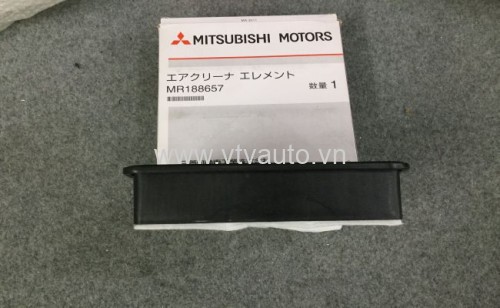 MITSUBISHI MOTORS
エアクリーナ エレメント
MR188657
数量 1
www.vtvauto.vn